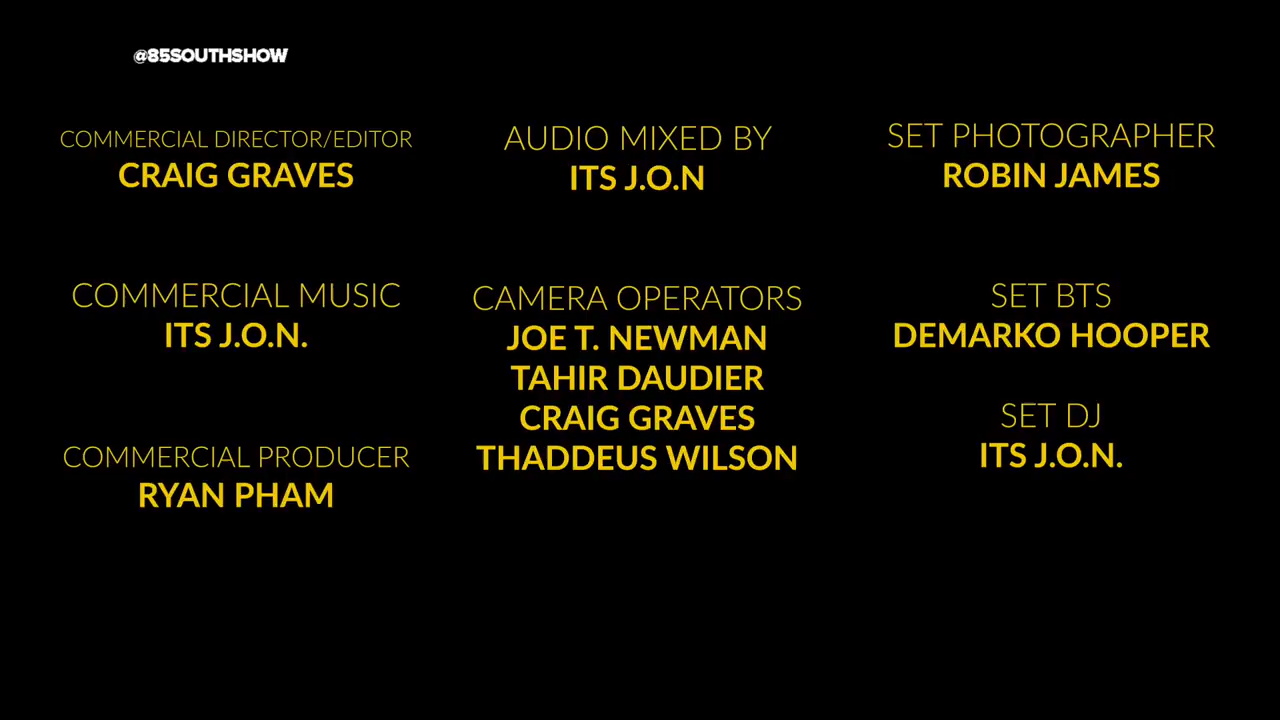 @85SOUTHSHOW
COMMERCIAL DIRECTOR/EDITOR
CRAIG GRAVES
COMMERCIAL MUSIC
ITS J.O.N.
COMMERCIAL PRODUCER
RYAN PHAM
AUDIO MIXED BY
ITS J.O.N
CAMERA OPERATORS
JOE T. NEWMAN
TAHIR DAUDIER
CRAIG GRAVES
THADDEUS WILSON
SET PHOTOGRAPHER
ROBIN JAMES
SET BTS
DEMARKO HOOPER
SET DJ
ITS J.O.N.